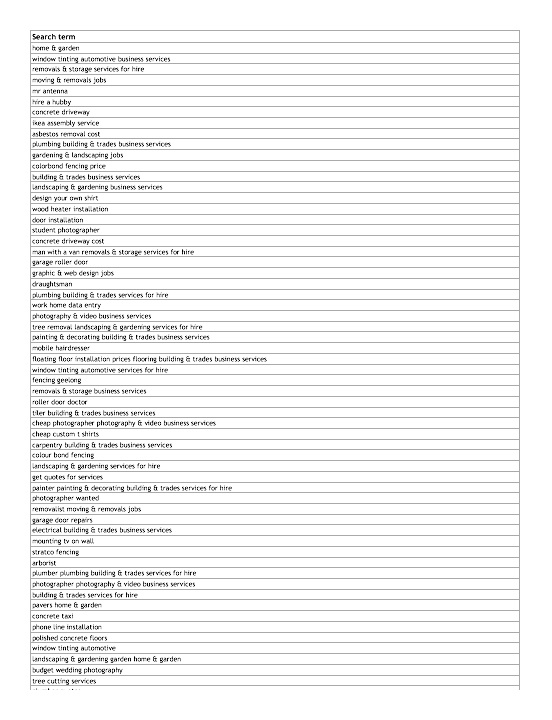 Search term
home & garden
window tinting automotive business services
removals & storage services for hire
moving & removals jobs
mr antenna
hire a hubby
concrete driveway
ikea assembly service
asbestos removal cost
plumbing building & trades business services
gardening & landscaping jobs
colorbond fencing price
building & trades business services
landscaping & gardening business services
design your own shirt
wood heater installation
door installation
student photographer
concrete driveway cost
man with a van removals & storage services for hire
garage roller door
graphic & web design jobs
draughtsman
plumbing building & trades services for hire
work home data entry
photography & video business services
tree removal landscaping & gardening services for hire
painting & decorating building & trades business services
mobile hairdresser
floating floor installation prices flooring building & trades business services
window tinting automotive services for hire
fencing geelong
removals & storage business services
roller door doctor
tiler building & trades business services
cheap photographer photography & video business services
cheap custom t shirts
carpentry building & trades business services
colour bond fencing
landscaping & gardening services for hire
get quotes for services
painter painting & decorating building & trades services for hire
photographer wanted
removalist moving & removals jobs
garage door repairs
electrical building & trades business services
mounting tv on wall
stratco fencing
arborist
plumber plumbing building & trades services for hire
photographer photography & video business services
building & trades services for hire
pavers home & garden
concrete taxi
phone line installation
polished concrete floors
window tinting automotive
landscaping & gardening garden home & garden
budget wedding photography
tree cutting services